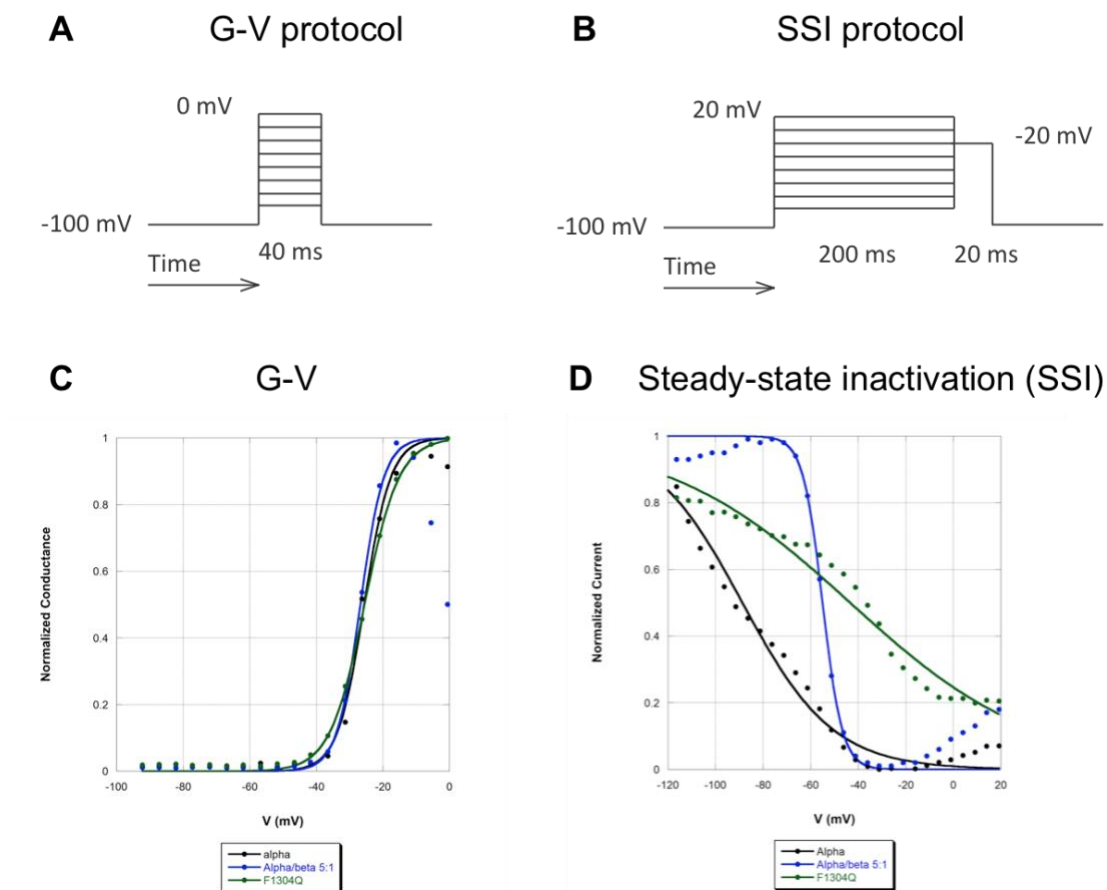 A G-V protocol
B SSI protocol
0 mV
-100 mV
40 ms
Time
20 mV
-20 mV
-100 mV
200 ms 20 ms
Time
C G-V
D Steady-state inactivation (SSI)
Normalized Conductance
1
0.8
0.6
0.4
0.2
0
-100 -80 -60 -40 -20 0
V (mV)
alpha
Alpha/beta 5:1
F1304Q
Normalized Current
1
0.8
0.6
0.4
0.2
0
-120 -100 -80 -60 -40 -20 0 20
V (mV)
Alpha
Alpha/beta 5:1
F1304Q